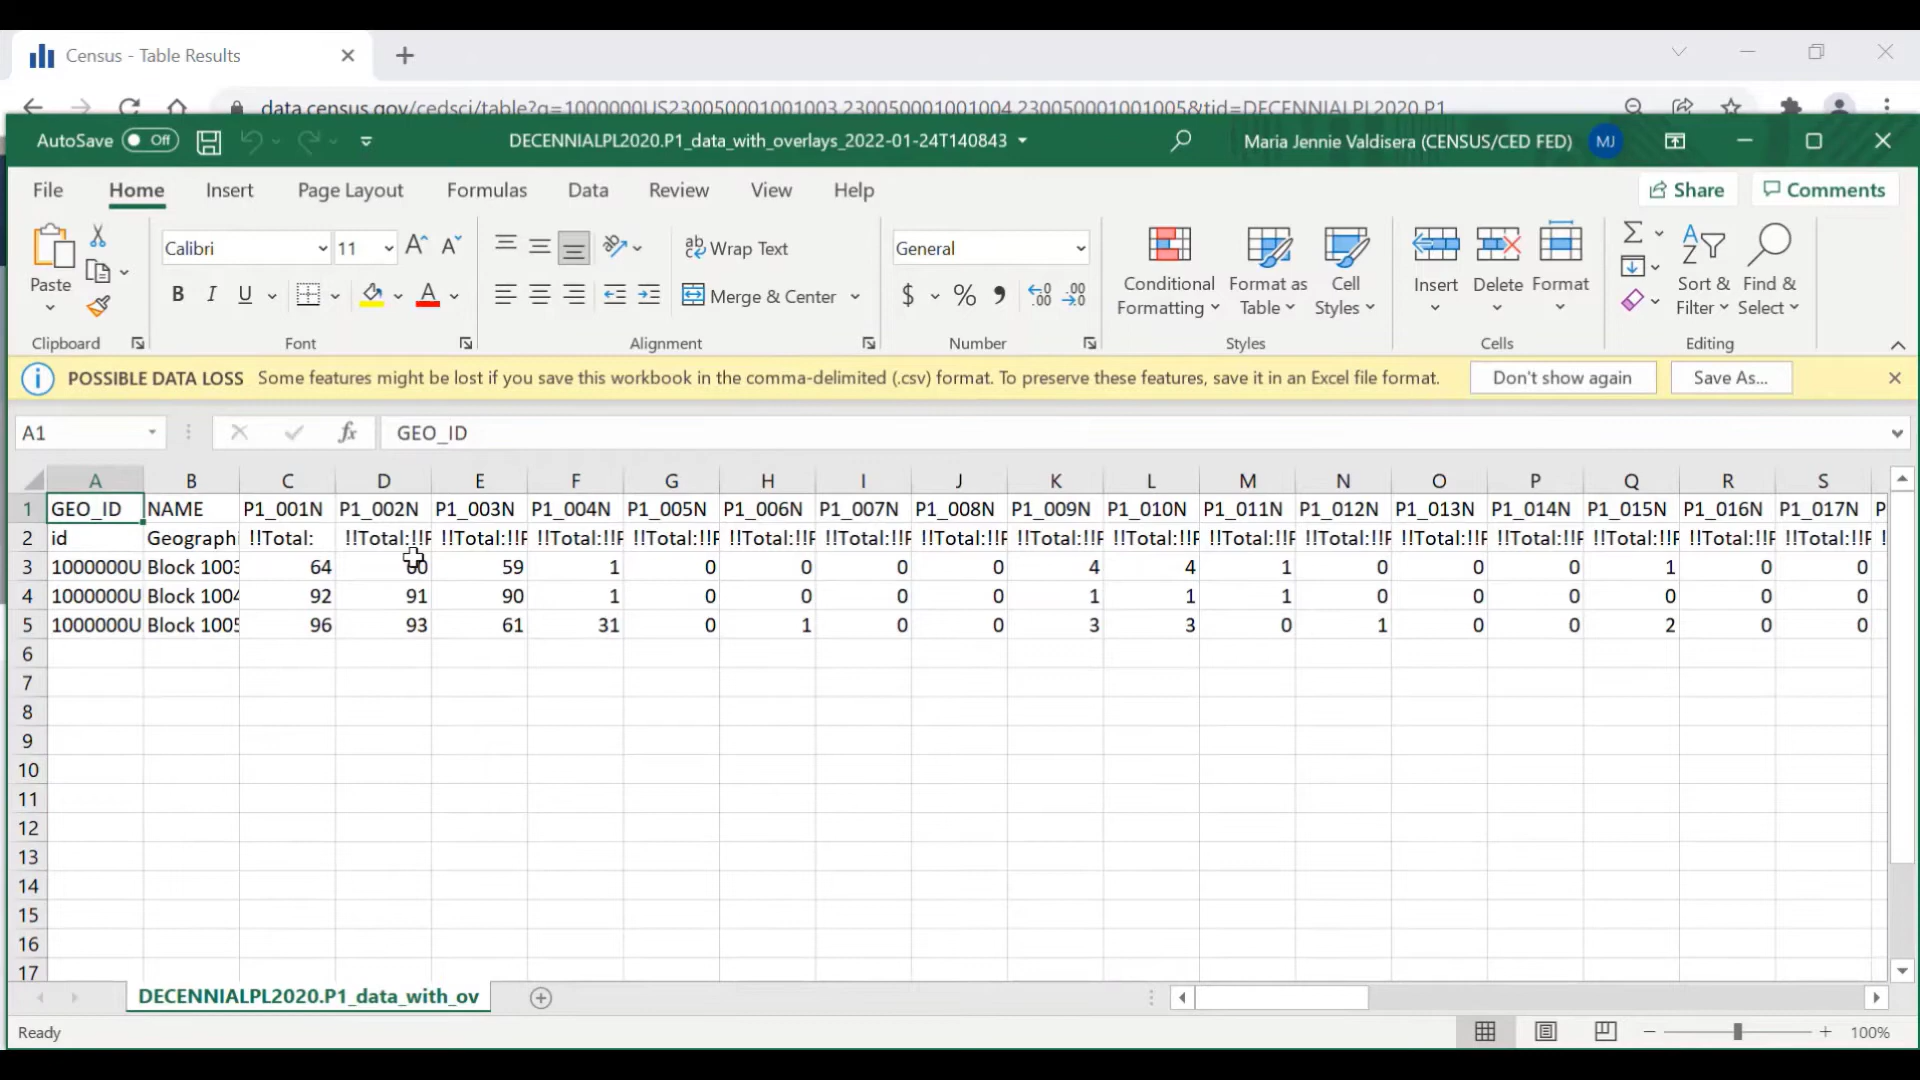 Census - Table Results
data.census.gov/cedsci/table?q=1000000US230050001001003,230050001001004,230050001001005&tid=DECENNIALPL2020.P1
AutoSave Off DECENNIALPL2020.P1_data_with_overlays_2022-01-24T140843 Maria Jennie Valdisera (CENSUS/CED FED) MJ
File Home Insert Page Layout Formulas Data Review View Help Share Comments
Calibri 11 Wrap Text General
Paste Conditional Format as Cell Insert Delete Format Sort & Find &
B I U Merge & Center $ % Formatting Table Styles Filter Select
Clipboard Font Alignment Number Styles Cells Editing
POSSIBLE DATA LOSS Some features might be lost if you save this workbook in the comma-delimited (.csv) format. To preserve these features, save it in an Excel file format. Don't show again Save As...
A1 fx GEO_ID
A B C D E F G H I J K L M N O P Q R S
1 GEO_ID NAME P1_001N P1_002N P1_003N P1_004N P1_005N P1_006N P1_007N P1_008N P1_009N P1_010N P1_011N P1_012N P1_013N P1_014N P1_015N P1_016N P1_017N P
2 id Geographi !!Total: !!Total:!!F !!Total:!!F !!Total:!!F !!Total:!!F !!Total:!!F !!Total:!!F !!Total:!!F !!Total:!!F !!Total:!!F !!Total:!!F !!Total:!!F !!Total:!!F !!Total:!!F !!Total:!!F !!Total:!!F !!Total:!!F !
3 1000000U Block 1003 64 60 59 1 0 0 0 0 4 4 1 0 0 0 1 0 0
4 1000000U Block 1004 92 91 90 1 0 0 0 0 1 1 1 0 0 0 0 0 0
5 1000000U Block 1005 96 93 61 31 0 1 0 0 3 3 0 1 0 0 2 0 0
6
7
8
9
10
11
12
13
14
15
16
17
DECENNIALPL2020.P1_data_with_ov
Ready 100%